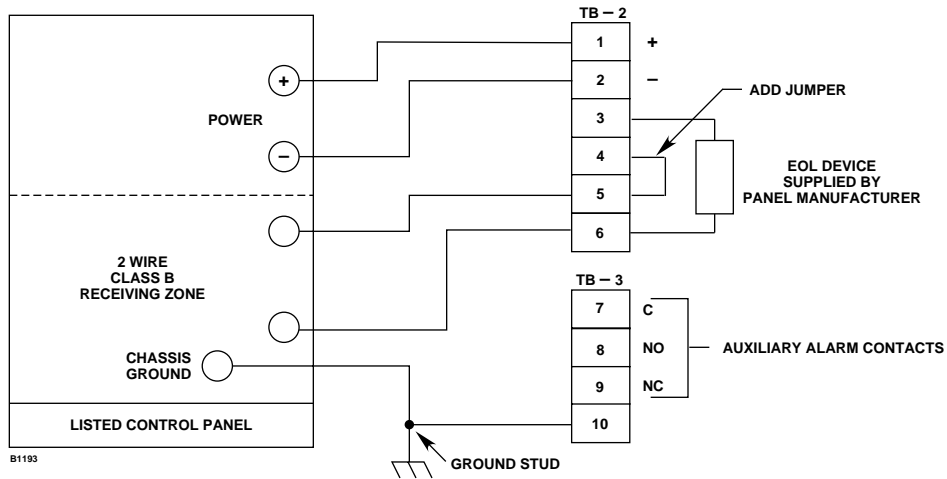 TB – 2
1 +
2 –
3
4
5
6
ADD JUMPER
EOL DEVICE
SUPPLIED BY
PANEL MANUFACTURER
+
POWER
–
2 WIRE
CLASS B
RECEIVING ZONE
CHASSIS
GROUND
LISTED CONTROL PANEL
B1193
TB – 3
7 C
8 NO
9 NC
10
AUXILIARY ALARM CONTACTS
GROUND STUD